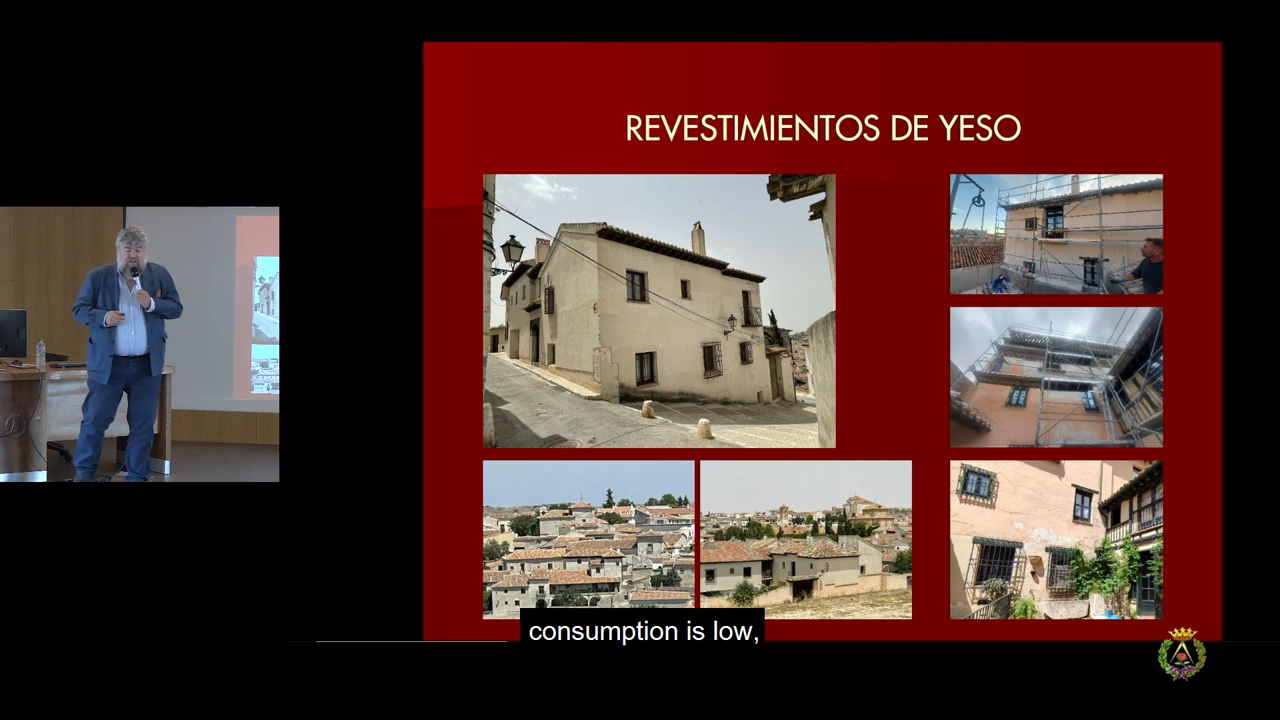 REVESTIMIENTOS DE YESO
consumption is low,